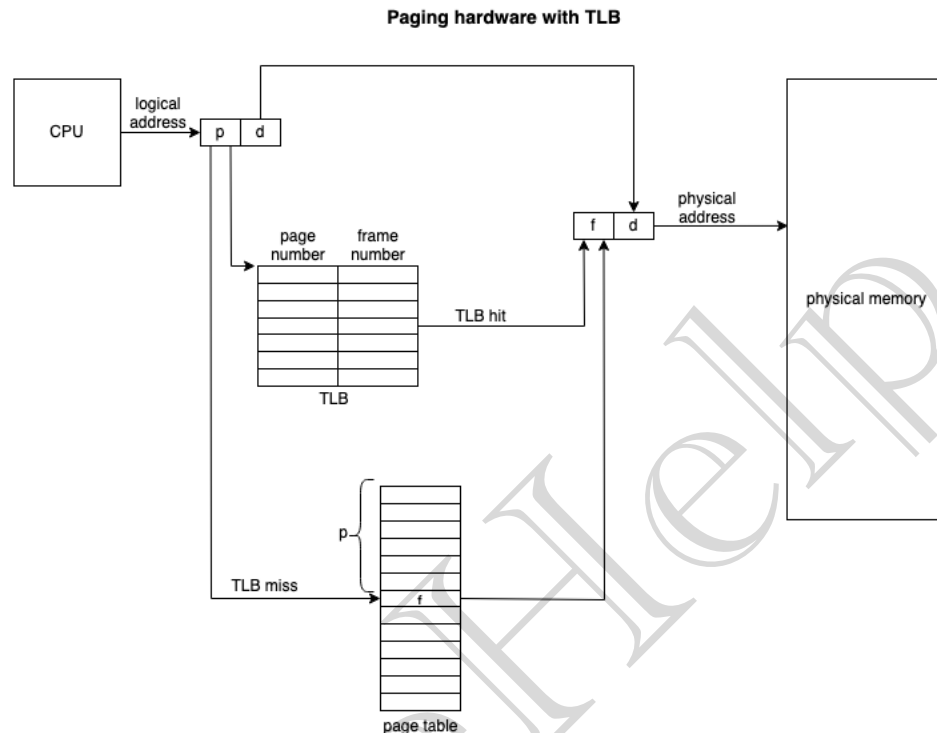 Paging hardware with TLB
CPU
logical
address
p d
f d
physical
address
page
number
frame
number
TLB hit
physical memory
TLB
p
TLB miss
f
page table
Help